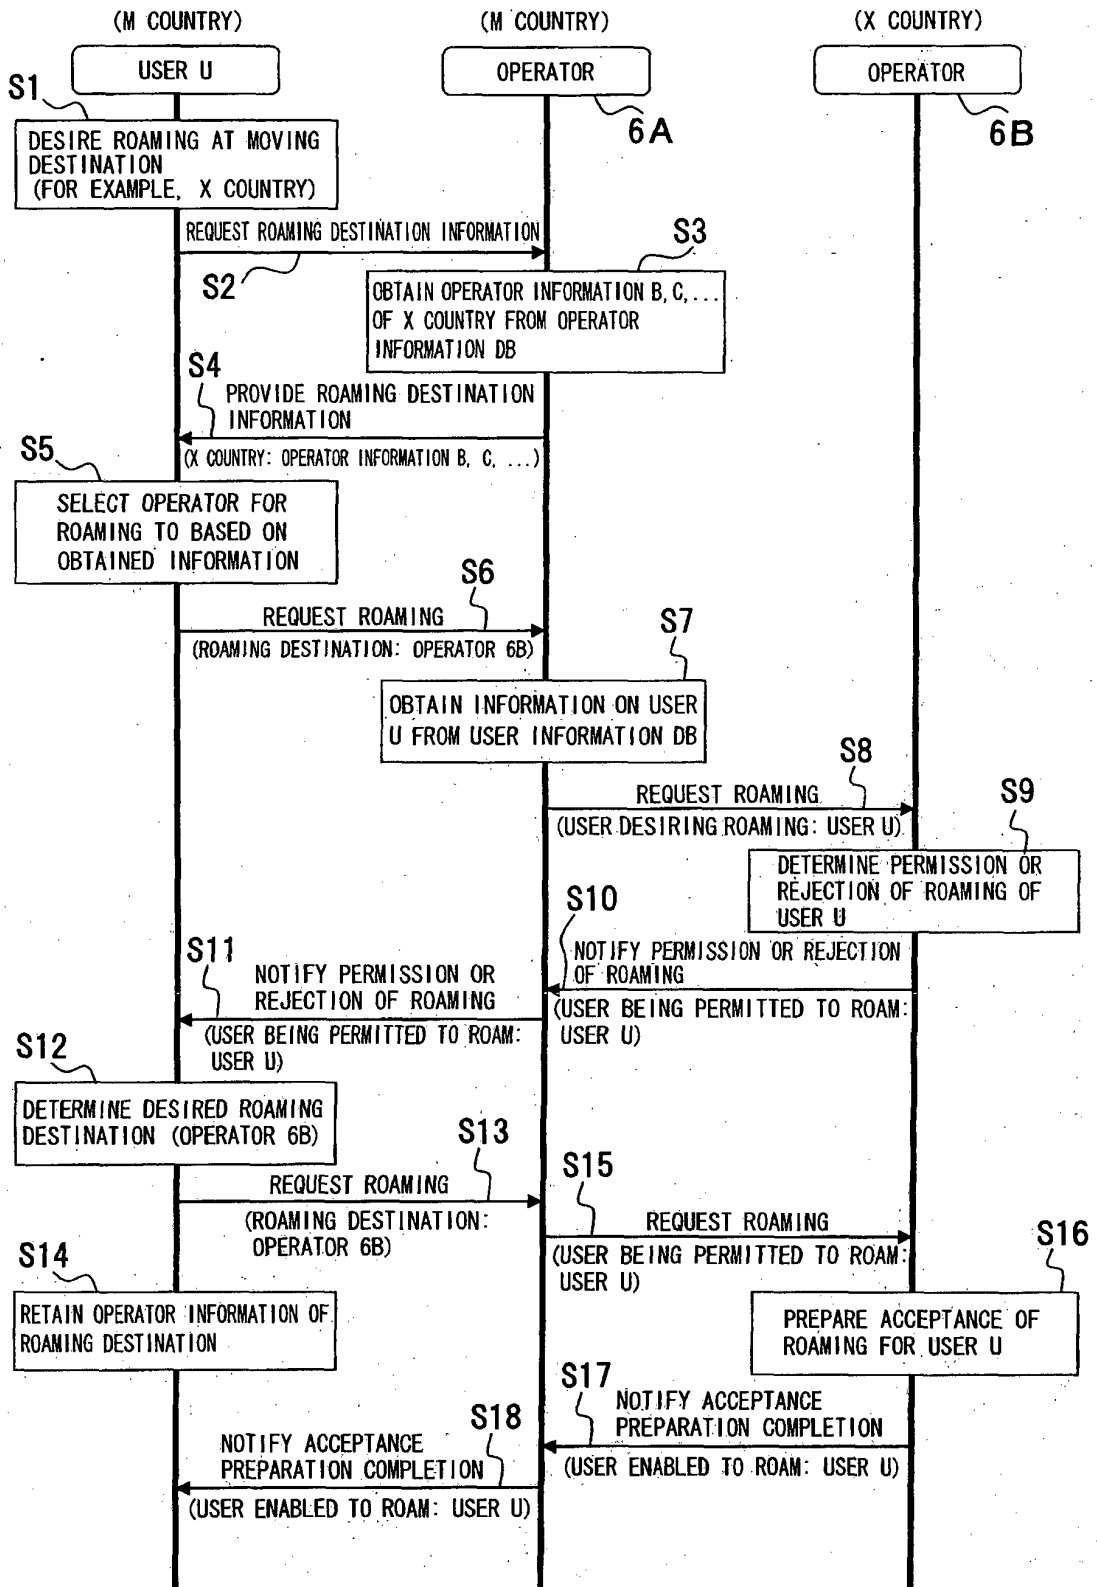 (M COUNTRY)
(M COUNTRY)
(X COUNTRY)
USER U
OPERATOR
OPERATOR
6A
6B
S1
DESIRE ROAMING AT MOVING
DESTINATION
(FOR EXAMPLE, X COUNTRY)
REQUEST ROAMING DESTINATION INFORMATION
S2
S3
OBTAIN OPERATOR INFORMATION B, C, ...
OF X COUNTRY FROM OPERATOR
INFORMATION DB
S4
PROVIDE ROAMING DESTINATION
INFORMATION
(X COUNTRY: OPERATOR INFORMATION B, C, ...)
S5
SELECT OPERATOR FOR
ROAMING TO BASED ON
OBTAINED INFORMATION
S6
REQUEST ROAMING
(ROAMING DESTINATION: OPERATOR 6B)
S7
OBTAIN INFORMATION ON USER
U FROM USER INFORMATION DB
S8
REQUEST ROAMING
(USER DESIRING ROAMING: USER U)
S9
DETERMINE PERMISSION OR
REJECTION OF ROAMING OF
USER U
S10
NOTIFY PERMISSION OR REJECTION
OF ROAMING
(USER BEING PERMITTED TO ROAM:
USER U)
S11
NOTIFY PERMISSION OR
REJECTION OF ROAMING
(USER BEING PERMITTED TO ROAM:
USER U)
S12
DETERMINE DESIRED ROAMING
DESTINATION (OPERATOR 6B)
S13
REQUEST ROAMING
(ROAMING DESTINATION:
OPERATOR 6B)
S14
RETAIN OPERATOR INFORMATION OF
ROAMING DESTINATION
S15
REQUEST ROAMING
(USER BEING PERMITTED TO ROAM:
USER U)
S16
PREPARE ACCEPTANCE OF
ROAMING FOR USER U
S17
NOTIFY ACCEPTANCE
PREPARATION COMPLETION
(USER ENABLED TO ROAM: USER U)
S18
NOTIFY ACCEPTANCE
PREPARATION COMPLETION
(USER ENABLED TO ROAM: USER U)